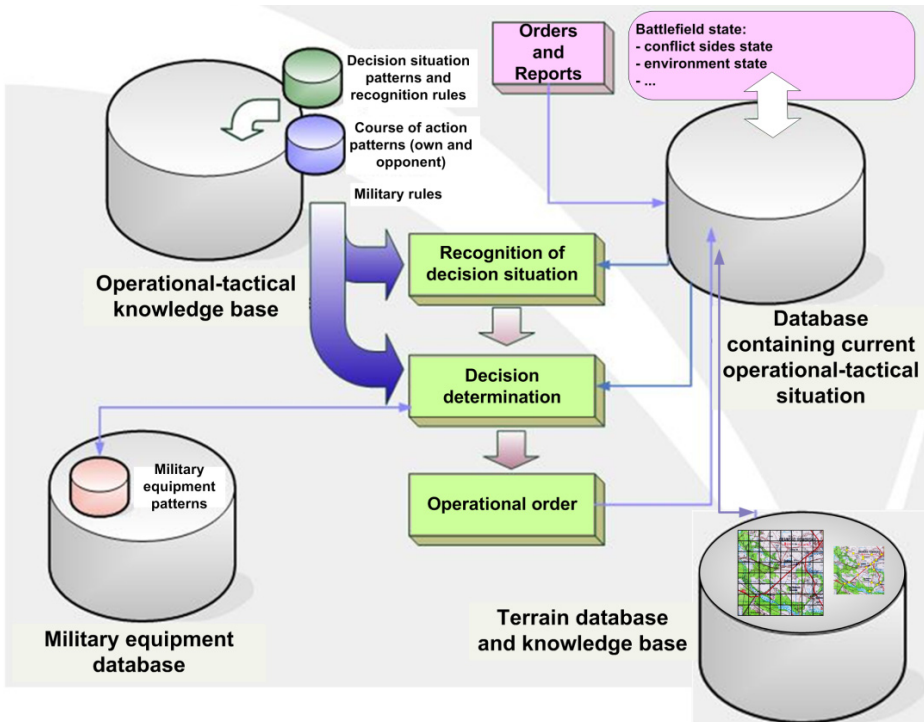 Decision situation
patterns and
recognition rules
Course of action
patterns (own and
opponent)
Military rules
Operational-tactical
knowledge base
Orders
and
Reports
Battlefield state:
- conflict sides state
- environment state
- ...
Recognition of
decision situation
Database
containing current
operational-tactical
situation
Decision
determination
Military
equipment
patterns
Operational order
Military equipment
database
Terrain database
and knowledge base